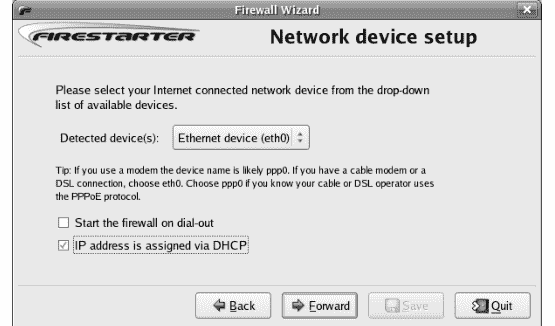 Firewall Wizard
FIRESTARTER
Network device setup
Please select your Internet connected network device from the drop-down
list of available devices.
Detected device(s): Ethernet device (eth0)
Tip: If you use a modem the device name is likely ppp0. If you have a cable modem or a
DSL connection, choose eth0. Choose ppp0 if you know your cable or DSL operator uses
the PPPoE protocol.
Start the firewall on dial-out
IP address is assigned via DHCP
Back Forward Save Quit